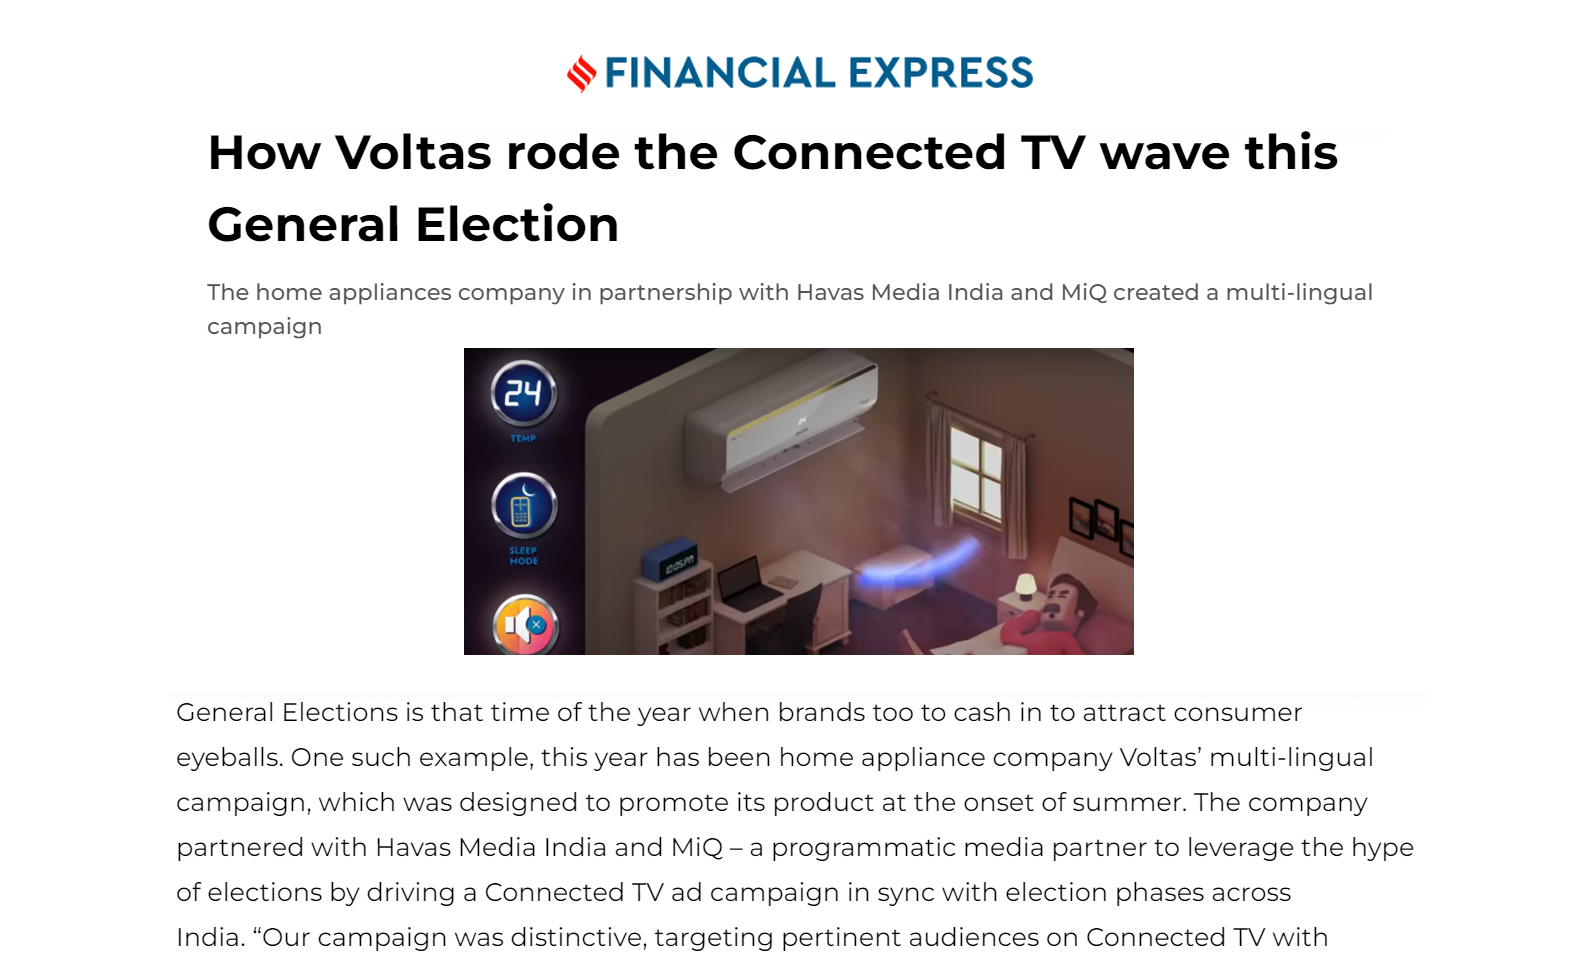 FINANCIAL EXPRESS
How Voltas rode the Connected TV wave this
General Election
The home appliances company in partnership with Havas Media India and MiQ created a multi-lingual
campaign
24
TEMP
SLEEP
MODE
24
10:05 PM
General Elections is that time of the year when brands too to cash in to attract consumer
eyeballs. One such example, this year has been home appliance company Voltas’ multi-lingual
campaign, which was designed to promote its product at the onset of summer. The company
partnered with Havas Media India and MiQ – a programmatic media partner to leverage the hype
of elections by driving a Connected TV ad campaign in sync with election phases across
India. “Our campaign was distinctive, targeting pertinent audiences on Connected TV with